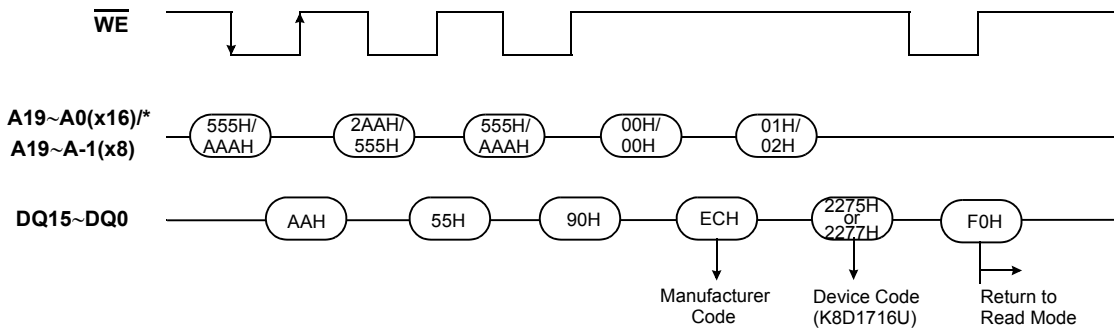 WE
A19~A0(x16)/*
A19~A-1(x8)
555H/
AAAH
2AAH/
555H
555H/
AAAH
00H/
00H
01H/
02H
DQ15~DQ0
AAH
55H
90H
ECH
2275H
or
2277H
F0H
Manufacturer
Code
Device Code
(K8D1716U)
Return to
Read Mode